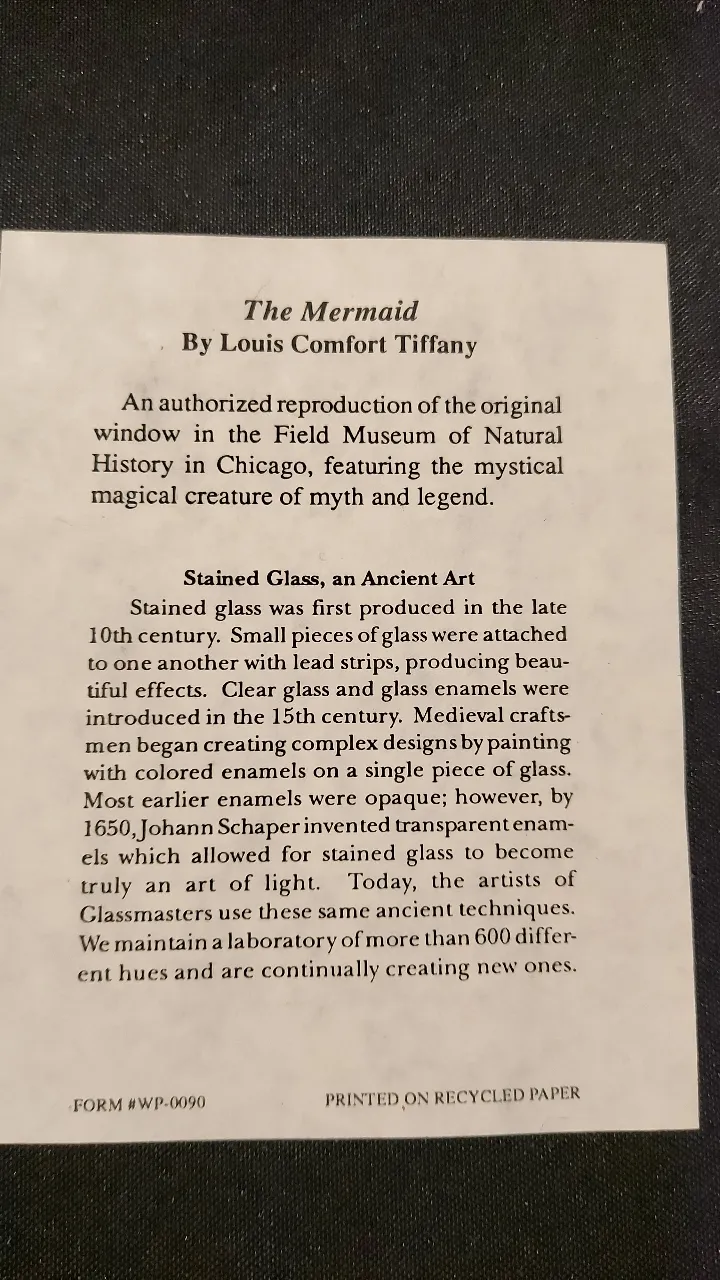 The Mermaid
By Louis Comfort Tiffany
An authorized reproduction of the original
window in the Field Museum of Natural
History in Chicago, featuring the mystical
magical creature of myth and legend.
Stained Glass, an Ancient Art
Stained glass was first produced in the late
10th century. Small pieces of glass were attached
to one another with lead strips, producing beau-
tiful effects. Clear glass and glass enamels were
introduced in the 15th century. Medieval crafts-
men began creating complex designs by painting
with colored enamels on a single piece of glass.
Most earlier enamels were opaque; however, by
1650, Johann Schaper invented transparent enam-
els which allowed for stained glass to become
truly an art of light. Today, the artists of
Glassmasters use these same ancient techniques.
We maintain a laboratory of more than 600 differ-
ent hues and are continually creating new ones.
FORM #WP-0090
PRINTED ON RECYCLED PAPER